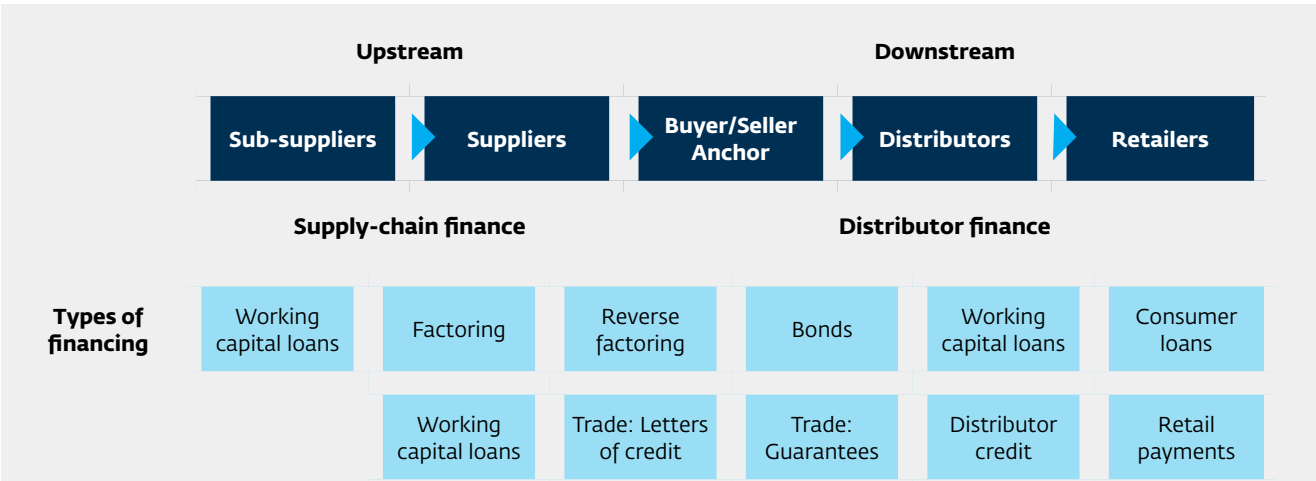 Upstream
Downstream
Sub-suppliers
Suppliers
Buyer/Seller
Anchor
Distributors
Retailers
Supply-chain finance
Distributor finance
Types of
financing
Working
capital loans
Factoring
Reverse
factoring
Bonds
Working
capital loans
Consumer
loans
Working
capital loans
Trade: Letters
of credit
Trade:
Guarantees
Distributor
credit
Retail
payments